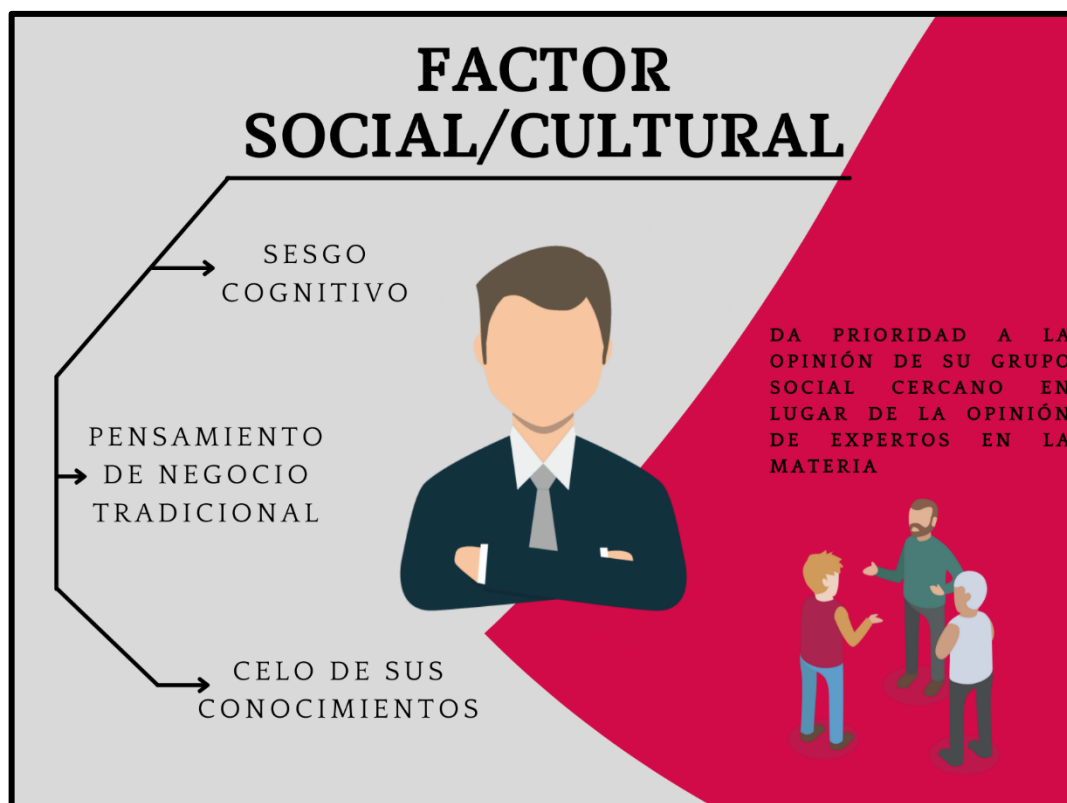 FACTOR
SOCIAL/CULTURAL
SESGO
COGNITIVO
PENSAMIENTO
DE NEGOCIO
TRADICIONAL
CELO DE SUS
CONOCIMIENTOS
DA PRIORIDAD A LA
OPINIÓN DE SU GRUPO
SOCIAL CERCANO EN
LUGAR DE LA OPINIÓN
DE EXPERTOS EN LA
MATERIA